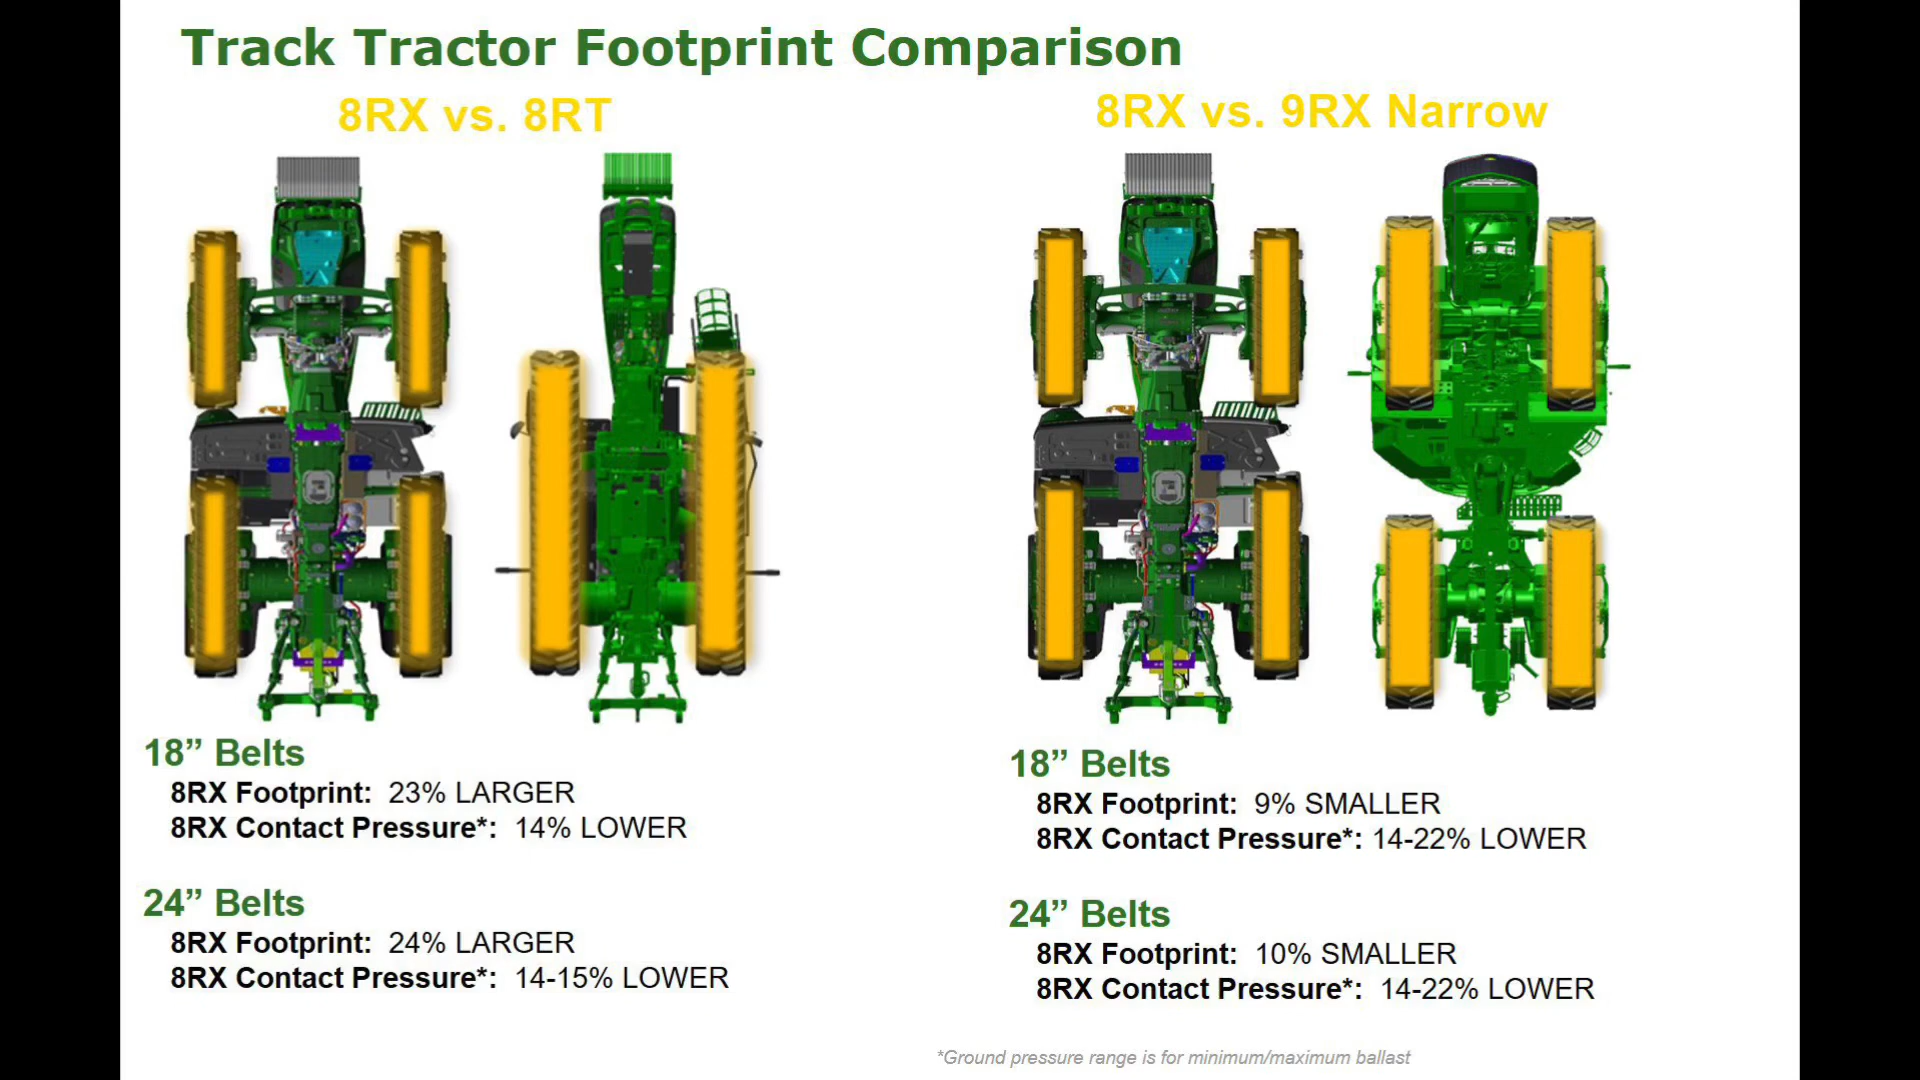 Track Tractor Footprint Comparison
8RX vs. 8RT
18” Belts
8RX Footprint: 23% LARGER
8RX Contact Pressure*: 14% LOWER
24” Belts
8RX Footprint: 24% LARGER
8RX Contact Pressure*: 14-15% LOWER
8RX vs. 9RX Narrow
18” Belts
8RX Footprint: 9% SMALLER
8RX Contact Pressure*: 14-22% LOWER
24” Belts
8RX Footprint: 10% SMALLER
8RX Contact Pressure*: 14-22% LOWER
*Ground pressure range is for minimum/maximum ballast